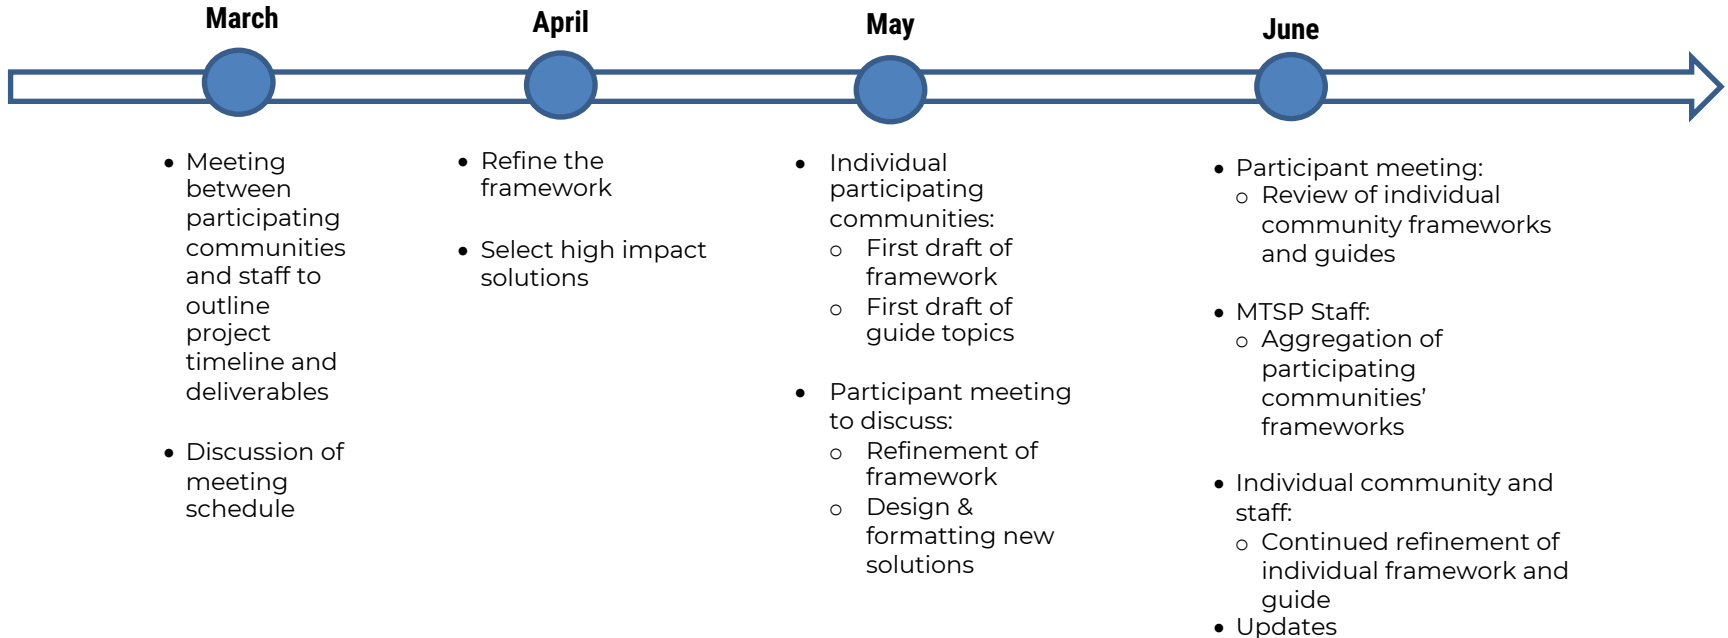 March
April
May
June
• Meeting
between
participating
communities
and staff to
outline
project
timeline and
deliverables
• Discussion of
meeting
schedule
• Refine the
framework
• Select high impact
solutions
• Individual
participating
communities:
o First draft of
framework
o First draft of
guide topics
• Participant meeting
to discuss:
o Refinement of
framework
o Design &
formatting new
solutions
• Participant meeting:
o Review of individual
community frameworks
and guides
• MTSP Staff:
o Aggregation of
participating
communities’
frameworks
• Individual community and
staff:
o Continued refinement of
individual framework and
guide
• Updates